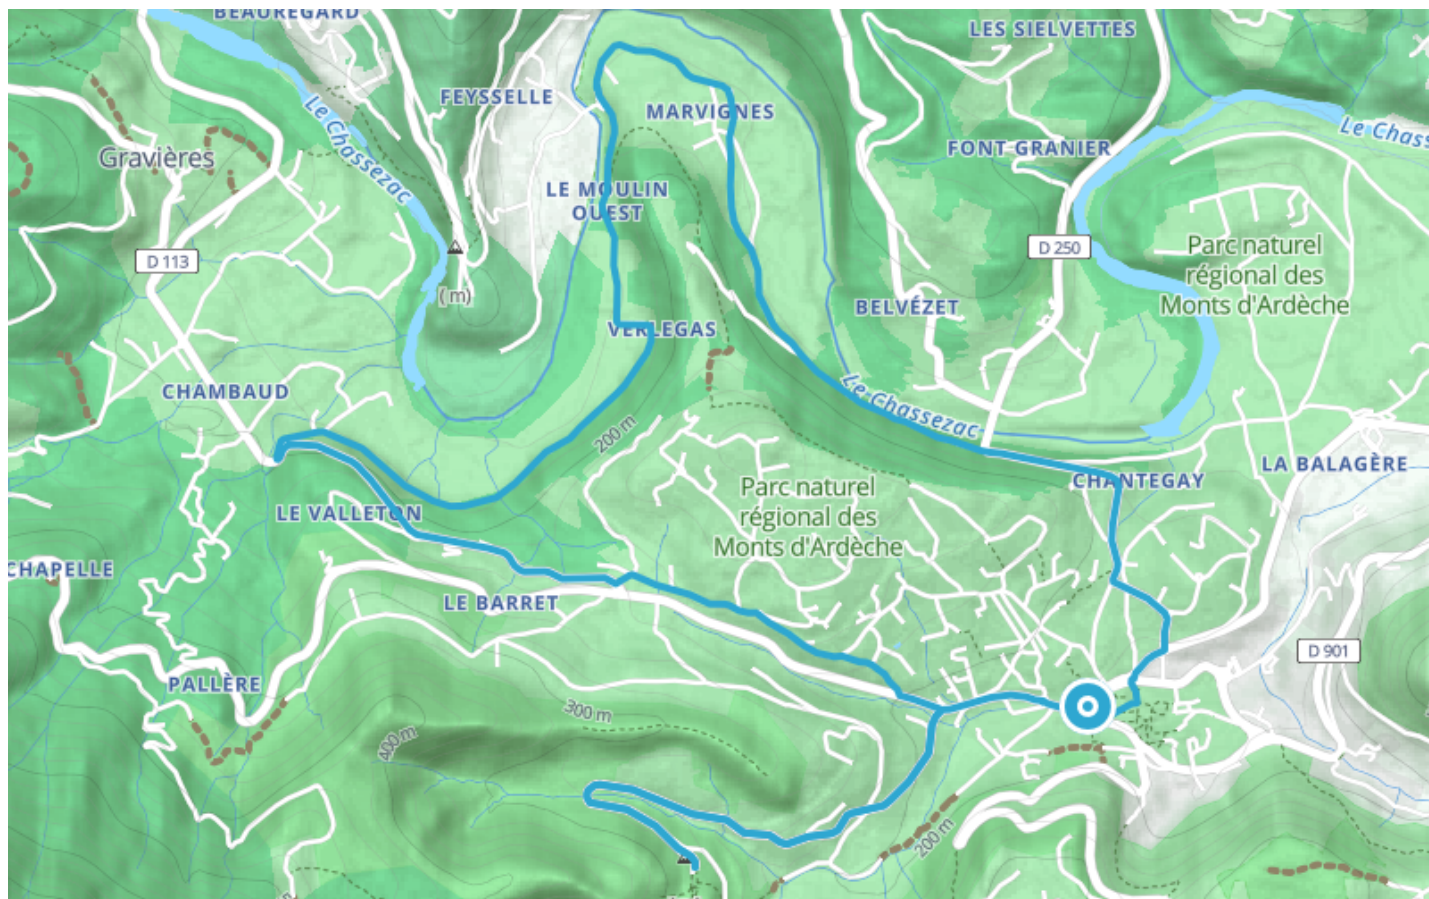 BEAUREGARD
LES SIELVETTES
FEYSSELLE
MARVIGNES
Le Chassezac
Le Chass
Gravières
FONT GRANIER
LE MOULIN
OUEST
D 113
D 250
Parc naturel
régional des
Monts d'Ardèche
( m)
BELVÉZET
VERLEGAS
CHAMBAUD
Le Chassezac
200 m
LA BALAGÈRE
CHANTEGAY
Parc naturel
régional des
Monts d'Ardèche
LE VALLETON
CHAPELLE
LE BARRET
D 901
PALLÈRE
300 m
400 m
200 m